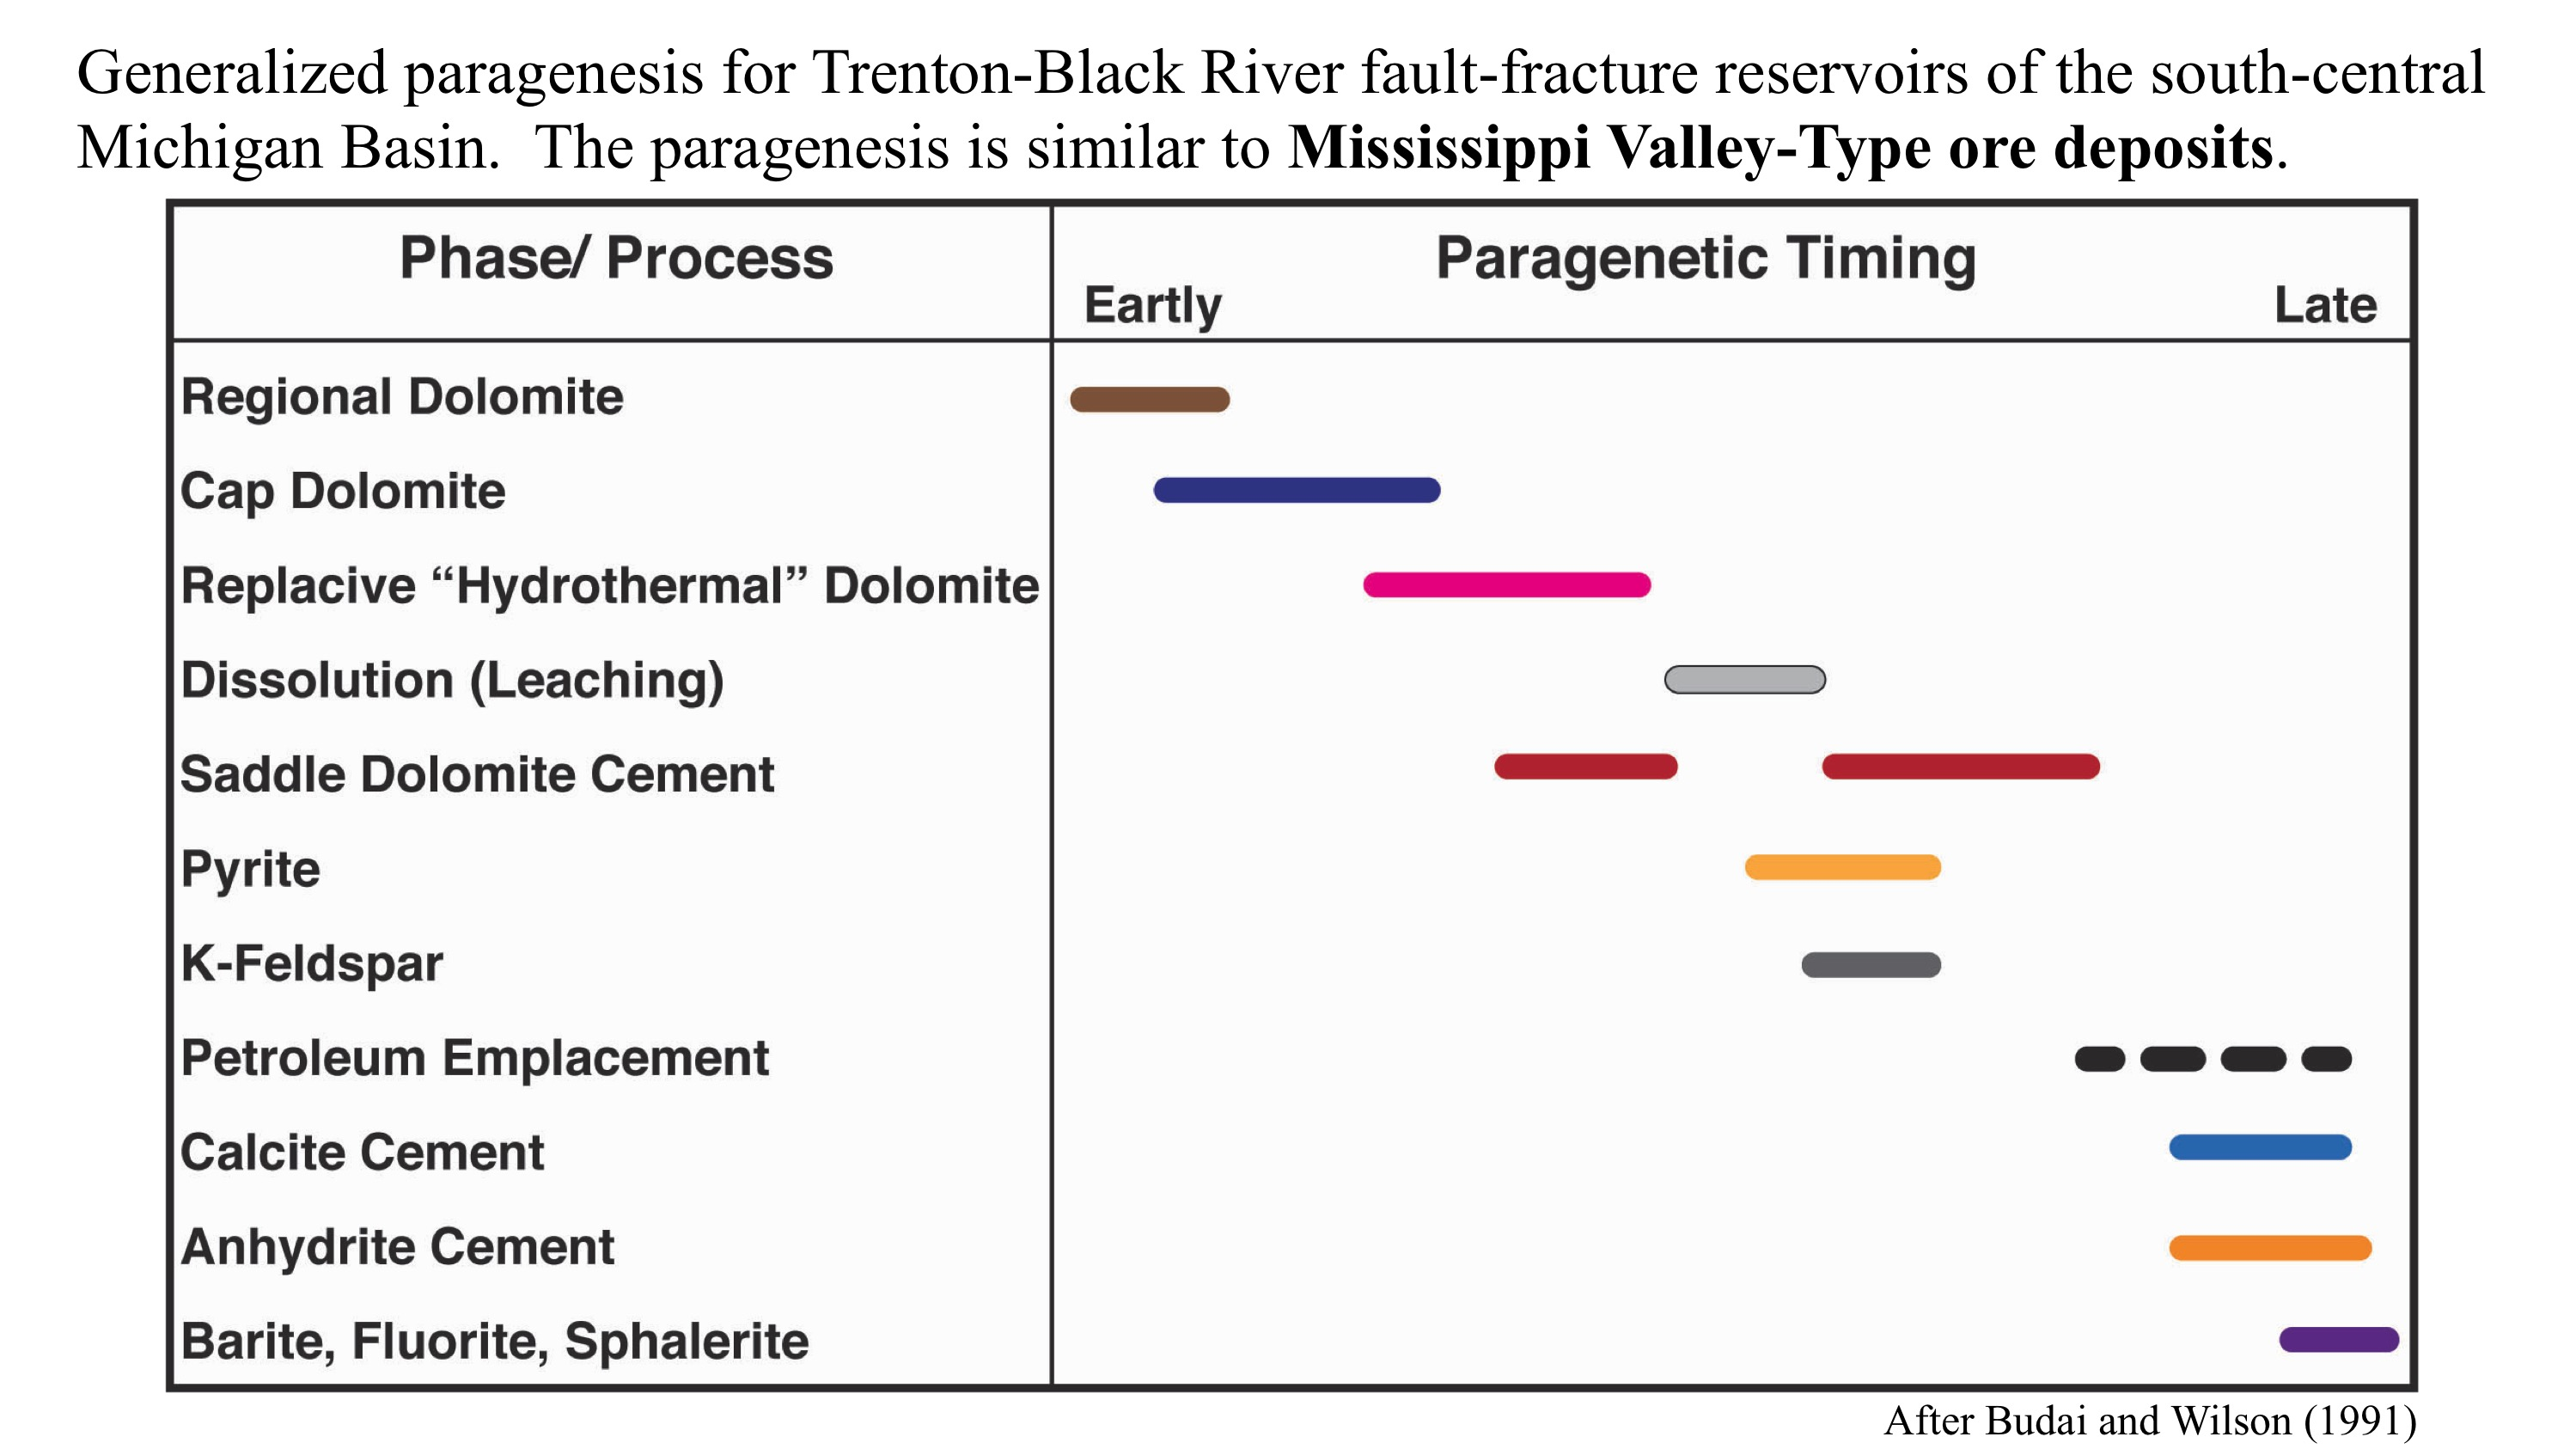 Generalized paragenesis for Trenton-Black River fault-fracture reservoirs of the south-central
Michigan Basin.  The paragenesis is similar to Mississippi Valley-Type ore deposits.
Phase/ Process
Paragenetic Timing
Eartly
Late
Regional Dolomite
Cap Dolomite
Replacive “Hydrothermal” Dolomite
Dissolution (Leaching)
Saddle Dolomite Cement
Pyrite
K-Feldspar
Petroleum Emplacement
Calcite Cement
Anhydrite Cement
Barite, Fluorite, Sphalerite
After Budai and Wilson (1991)